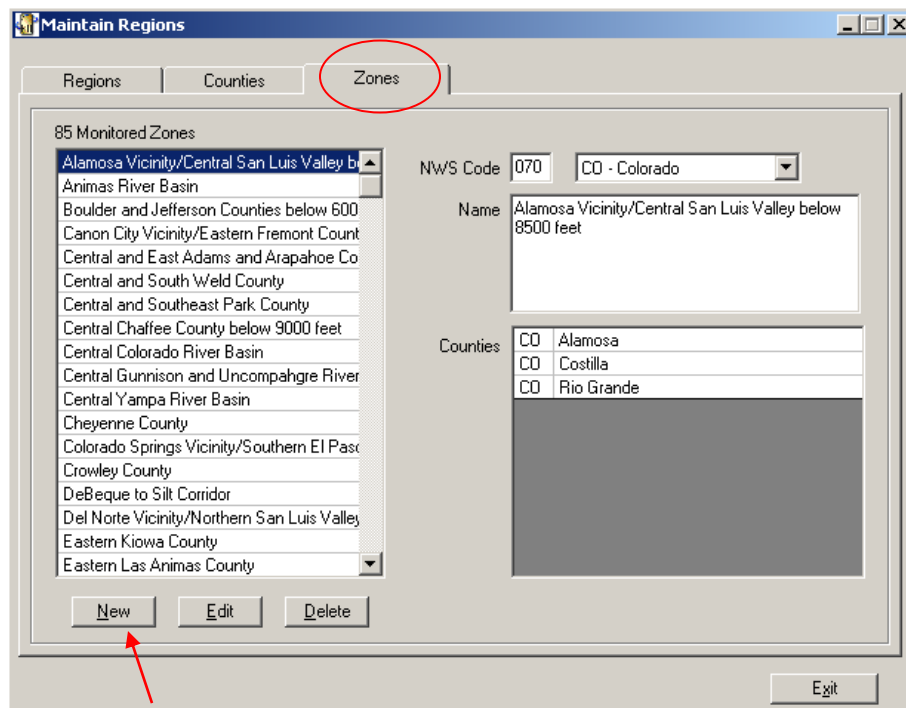 Maintain Regions
Regions Counties Zones
85 Monitored Zones
Alamosa Vicinity/Central San Luis Valley b
Animas River Basin
Boulder and Jefferson Counties below 600
Canon City Vicinity/Eastern Fremont Count
Central and East Adams and Arapahoe Co
Central and South Weld County
Central and Southeast Park County
Central Chaffee County below 9000 feet
Central Colorado River Basin
Central Gunnison and Uncompahgre River
Central Yampa River Basin
Cheyenne County
Colorado Springs Vicinity/Southern El Paso
Crowley County
DeBeque to Silt Corridor
Del Norte Vicinity/Northern San Luis Valley
Eastern Kiowa County
Eastern Las Animas County
New Edit Delete
NWS Code 070 CO - Colorado
Name Alamosa Vicinity/Central San Luis Valley below
8500 feet
Counties
CO Alamosa
CO Costilla
CO Rio Grande
Exit